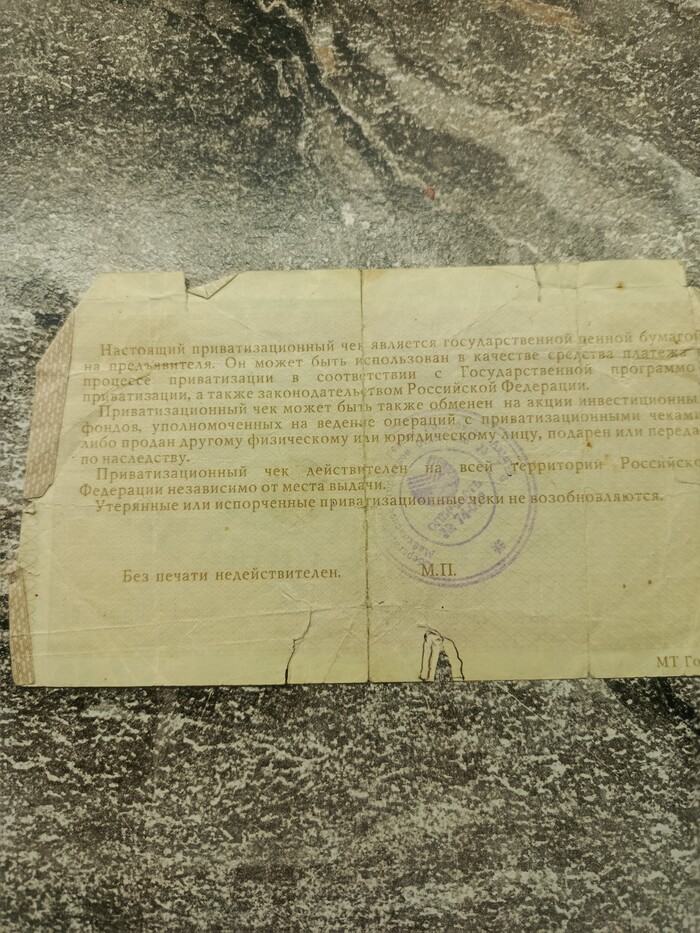 Настоящий приватизационный чек является государственной ценной бумагой
на предъявителя. Он может быть использован в качестве средства платежа
процессе приватизации в соответствии с Государственной программо
приватизации, а также законодательством Российской Федерации.
Приватизационный чек может быть также обменен на акции инвестиционны
фондов, уполномоченных на ведение операций с приватизационными чекам
либо продан другому физическому или юридическому лицу, подарен или переда
по наследству.
Приватизационный чек действителен на всей территории Российско
Федерации независимо от места выдачи.
Утерянные или испорченные приватизационные чеки не возобновляются.
Без печати недействителен.
М.П.
МТ Го